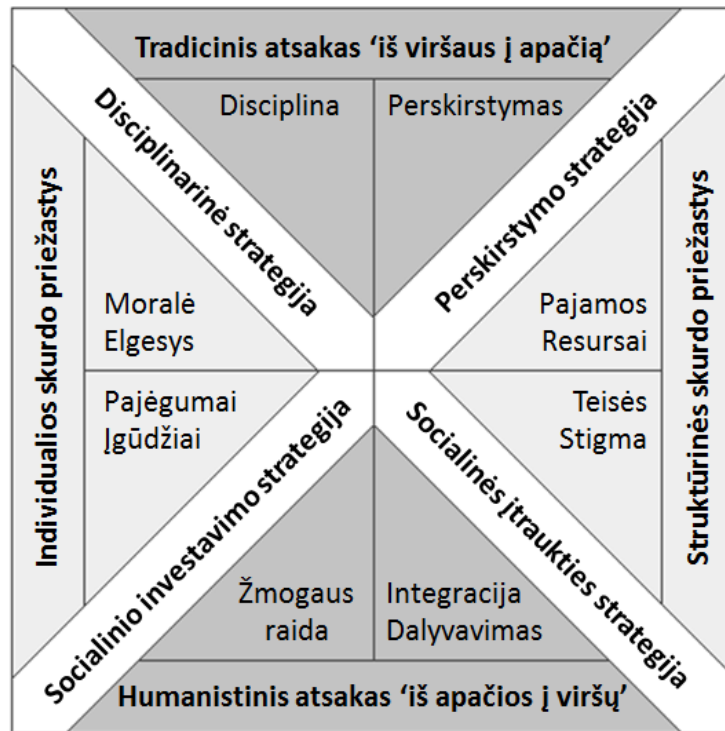 Tradicinis atsakas ‘iš viršaus į apačią’
Disciplina
Perskirstymas
Disciplinarinė strategija
Perskirstymo strategija
Individualios skurdo priežastys
Moralė
Elgesys
Pajamos
Resursai
Struktūrinės skurdo priežastys
Pajėgumai
Įgūdžiai
Teisės
Stigma
Socialinio investavimo strategija
Socialinės įtraukties strategija
Žmogaus
raida
Integracija
Dalyvavimas
Humanistinis atsakas ‘iš apačios į viršų’